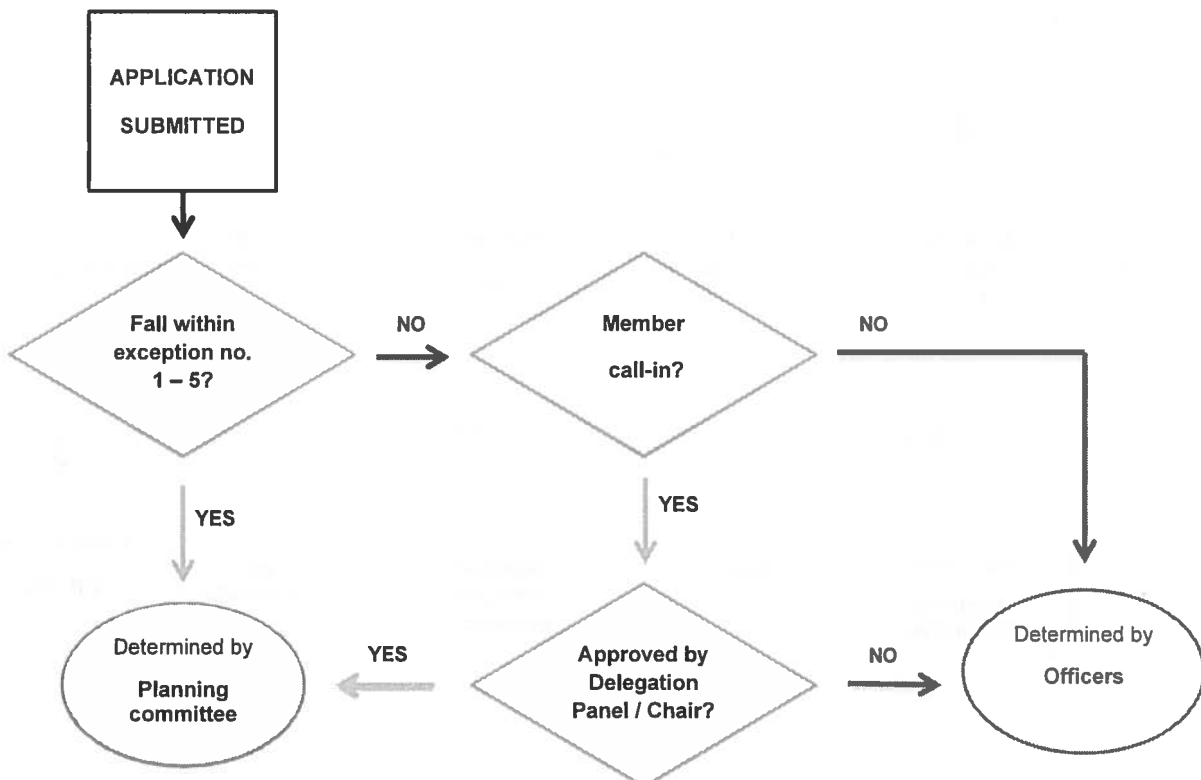 APPLICATION
SUBMITTED
Fall within
exception no.
1 – 5?
NO
Member
call-in?
NO
YES
YES
Determined by
Planning
committee
YES
Approved by
Delegation
Panel / Chair?
NO
Determined by
Officers